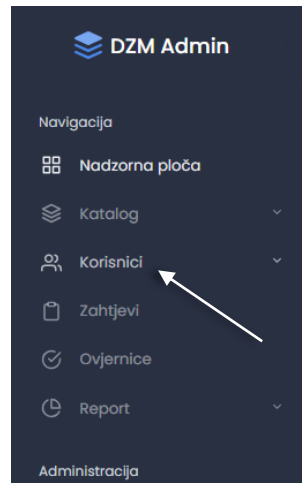 DZM Admin
Navigacija
Nadzorna ploča
Katalog
Korisnici
Zahtjevi
Ovjernice
Report
Administracija